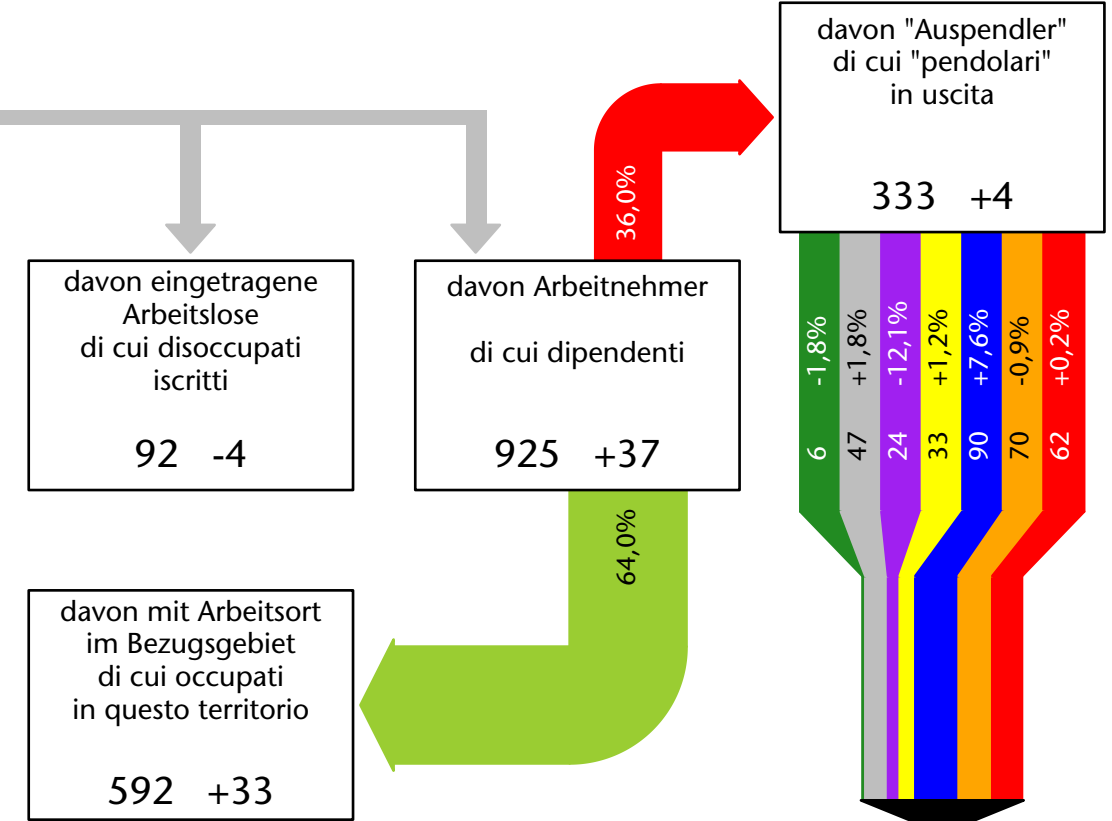 davon "Auspendler"
di cui "pendolari"
in uscita
333 +4
36,0%
davon eingetragene
Arbeitslose
di cui disoccupati
iscritti
92 -4
davon Arbeitnehmer
di cui dipendenti
925 +37
6 -1,8%
47 +1,8%
24 -12,1%
33 +1,2%
90 +7,6%
70 -0,9%
62 +0,2%
64,0%
davon mit Arbeitsort
im Bezugsgebiet
di cui occupati
in questo territorio
592 +33